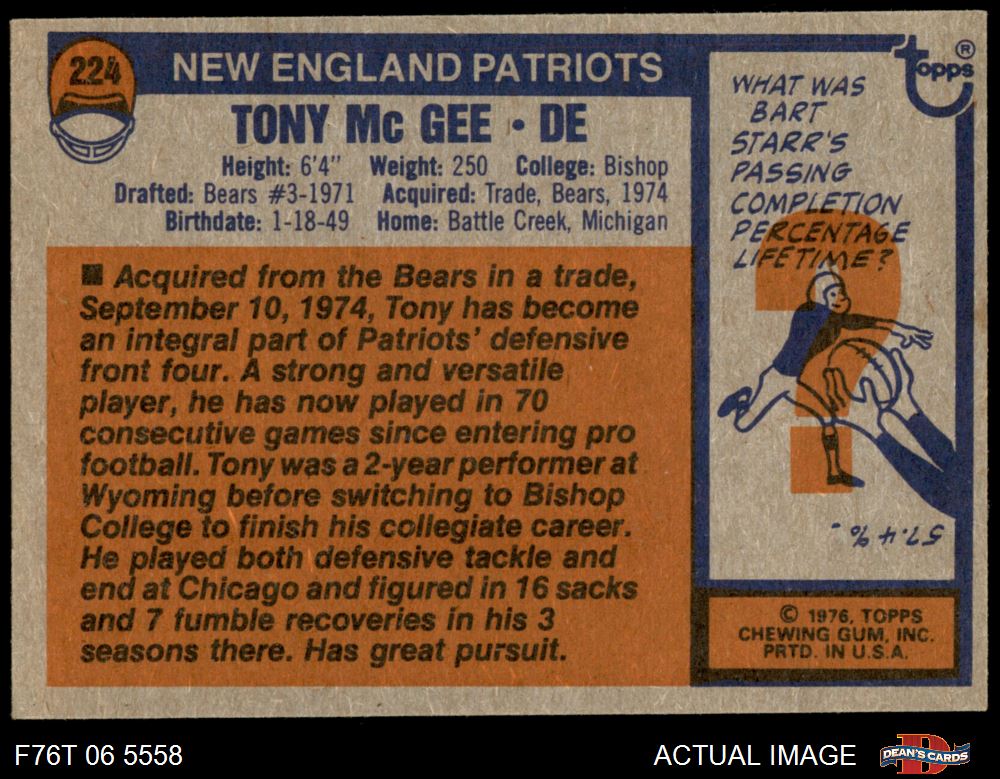 224
NEW ENGLAND PATRIOTS
TONY Mc GEE • DE
Height: 6'4" Weight: 250 College: Bishop
Drafted: Bears #3-1971 Acquired: Trade, Bears, 1974
Birthdate: 1-18-49 Home: Battle Creek, Michigan
■ Acquired from the Bears in a trade,
September 10, 1974, Tony has become
an integral part of Patriots' defensive
front four. A strong and versatile
player, he has now played in 70
consecutive games since entering pro
football. Tony was a 2-year performer at
Wyoming before switching to Bishop
College to finish his collegiate career.
He played both defensive tackle and
end at Chicago and figured in 16 sacks
and 7 fumble recoveries in his 3
seasons there. Has great pursuit.
topps ®
WHAT WAS
BART
STARR'S
PASSING
COMPLETION
PERCENTAGE
LIFETIME?
?
57.4%.
© 1976, TOPPS
CHEWING GUM, INC.
PRTD. IN U.S.A.
F76T 06 5558
ACTUAL IMAGE
D
DEAN'S CARDS